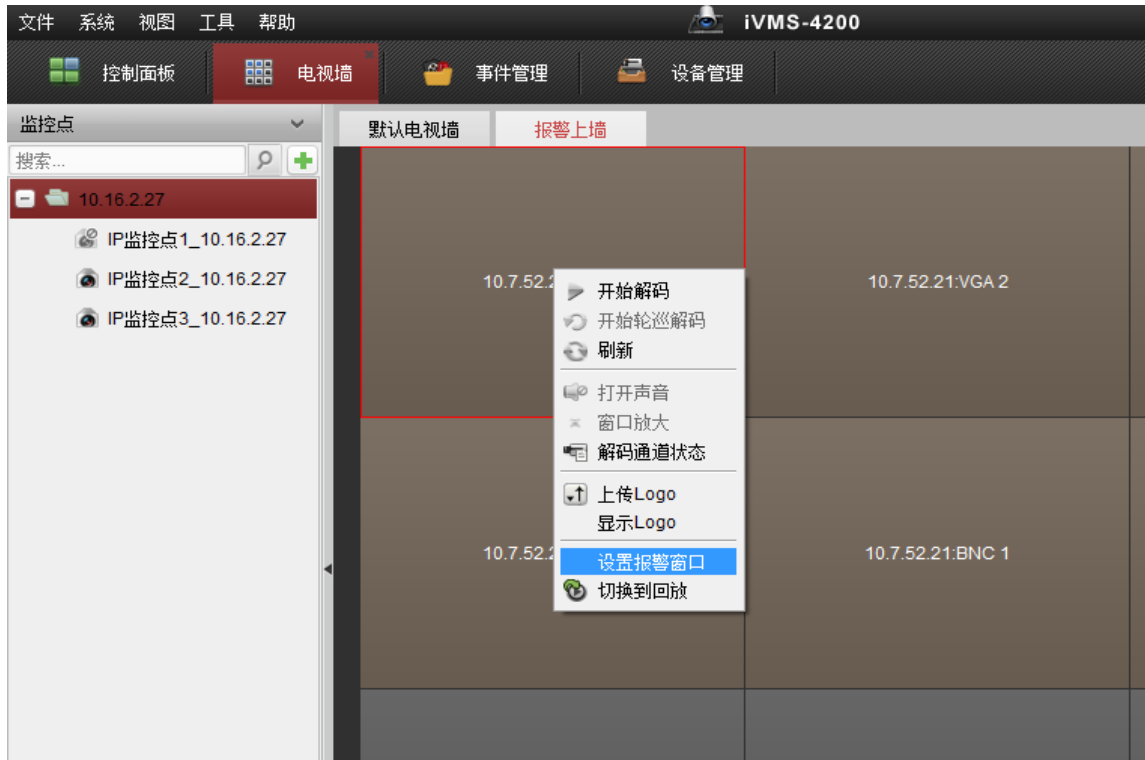 文件 系统 视图 工具 帮助 iVMS-4200
控制面板 电视墙 事件管理 设备管理
监控点
默认电视墙 报警上墙
搜索...
10.16.2.27
IP监控点1_10.16.2.27
IP监控点2_10.16.2.27
IP监控点3_10.16.2.27
10.7.52.2
10.7.52.21:VGA 2
开始解码
开始轮巡解码
刷新
打开声音
窗口放大
解码通道状态
上传Logo
显示Logo
设置报警窗口
切换到回放
10.7.52.2
10.7.52.21:BNC 1